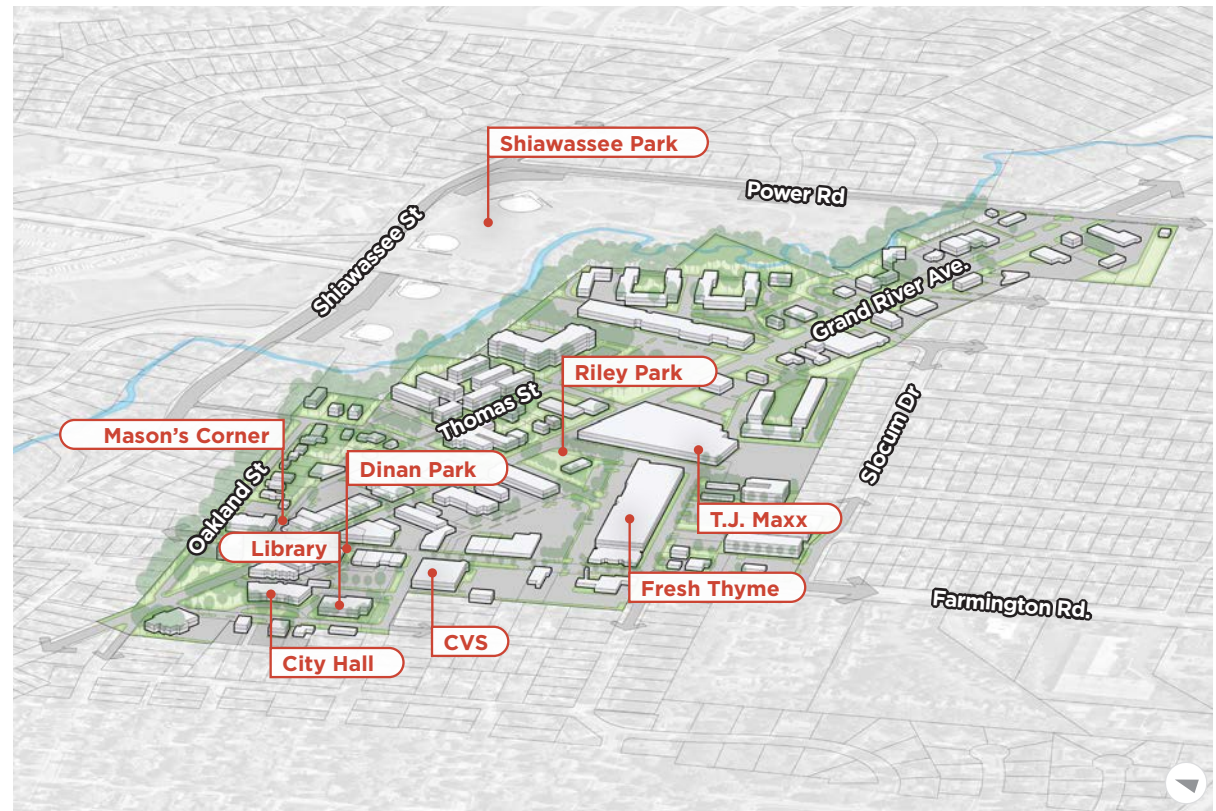 Shiawassee Park
Power Rd
Shiawassee St
Grand River Ave.
Riley Park
Thomas St
Mason's Corner
Dinan Park
Slocum Dr
Oakland St
T.J. Maxx
Library
Fresh Thyme
Farmington Rd.
CVS
City Hall